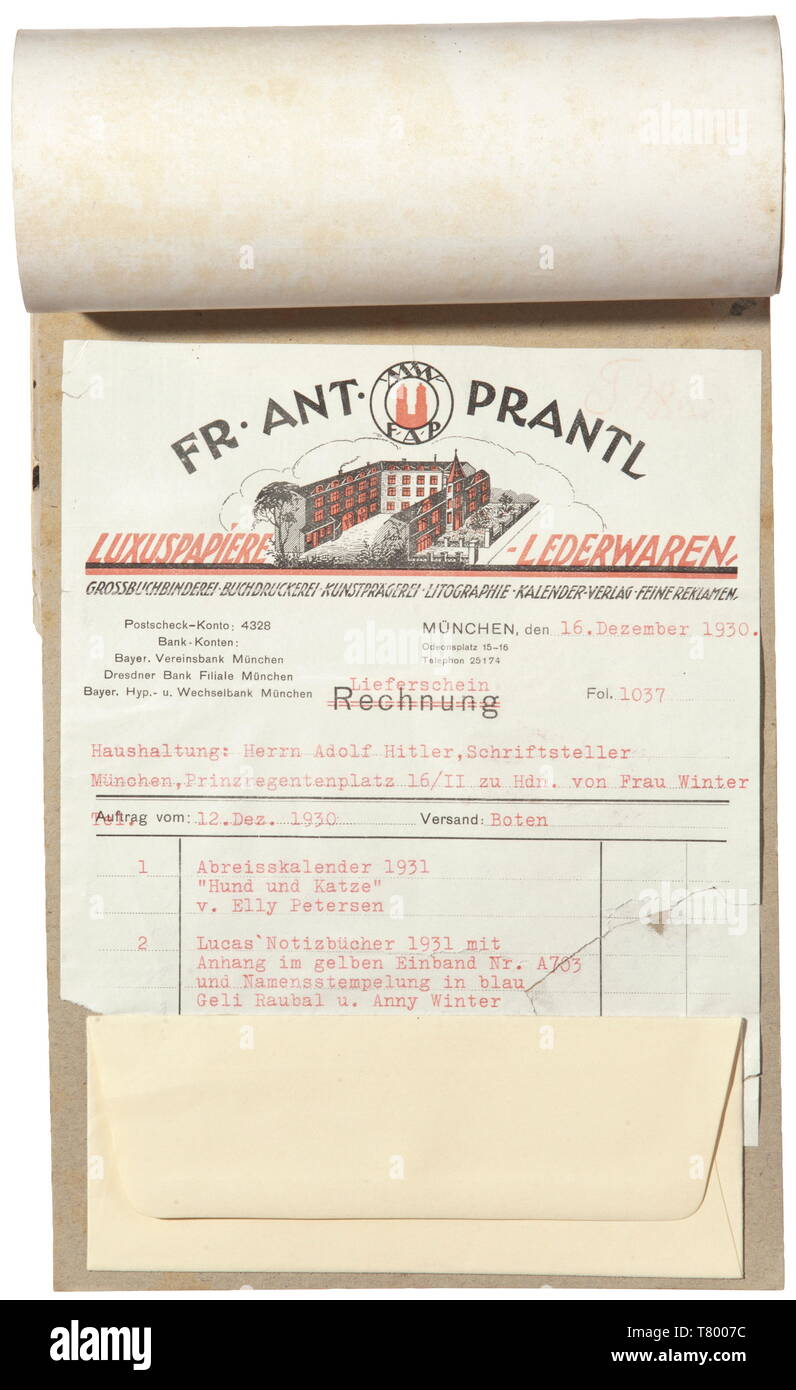 alamy
FR. ANT. PRANTL
F·A·P
LUXUSPAPIÉRE-LEDERWAREN,
GROSSBUCHBINDEREI·BUCHDRUCKEREI·KUNSTPRÄGEREI·LITOGRAPHIE·KALENDER-VERLAG·FEINE REKLAMEN,
Postscheck-Konto: 4328
Bank-Konten:
Bayer. Vereinsbank München
Dresdner Bank Filiale München
Bayer. Hyp.- u. Wechselbank München
MÜNCHEN, den 16.Dezember 1930.
Odeonsplatz 15-16
Telephon 25174
Lieferschein
Rechnung
Fol. 1037
Haushaltung: Herrn Adolf Hitler,Schriftsteller
München,Prinzregentenplatz 16/II zu Hdn. von Frau Winter
Tel.
Auftrag vom: 12.Dez. 1930 Versand: Boten
1 Abreisskalender 1931
"Hund und Katze"
v. Elly Petersen
alamy
2 Lucas`Notizbücher 1931 mit
Anhang im gelben Einband Nr. A703
und Namensstempelung in blau
Geli Raubal u. Anny Winter
alamy
Image ID: T8007C
www.alamy.com